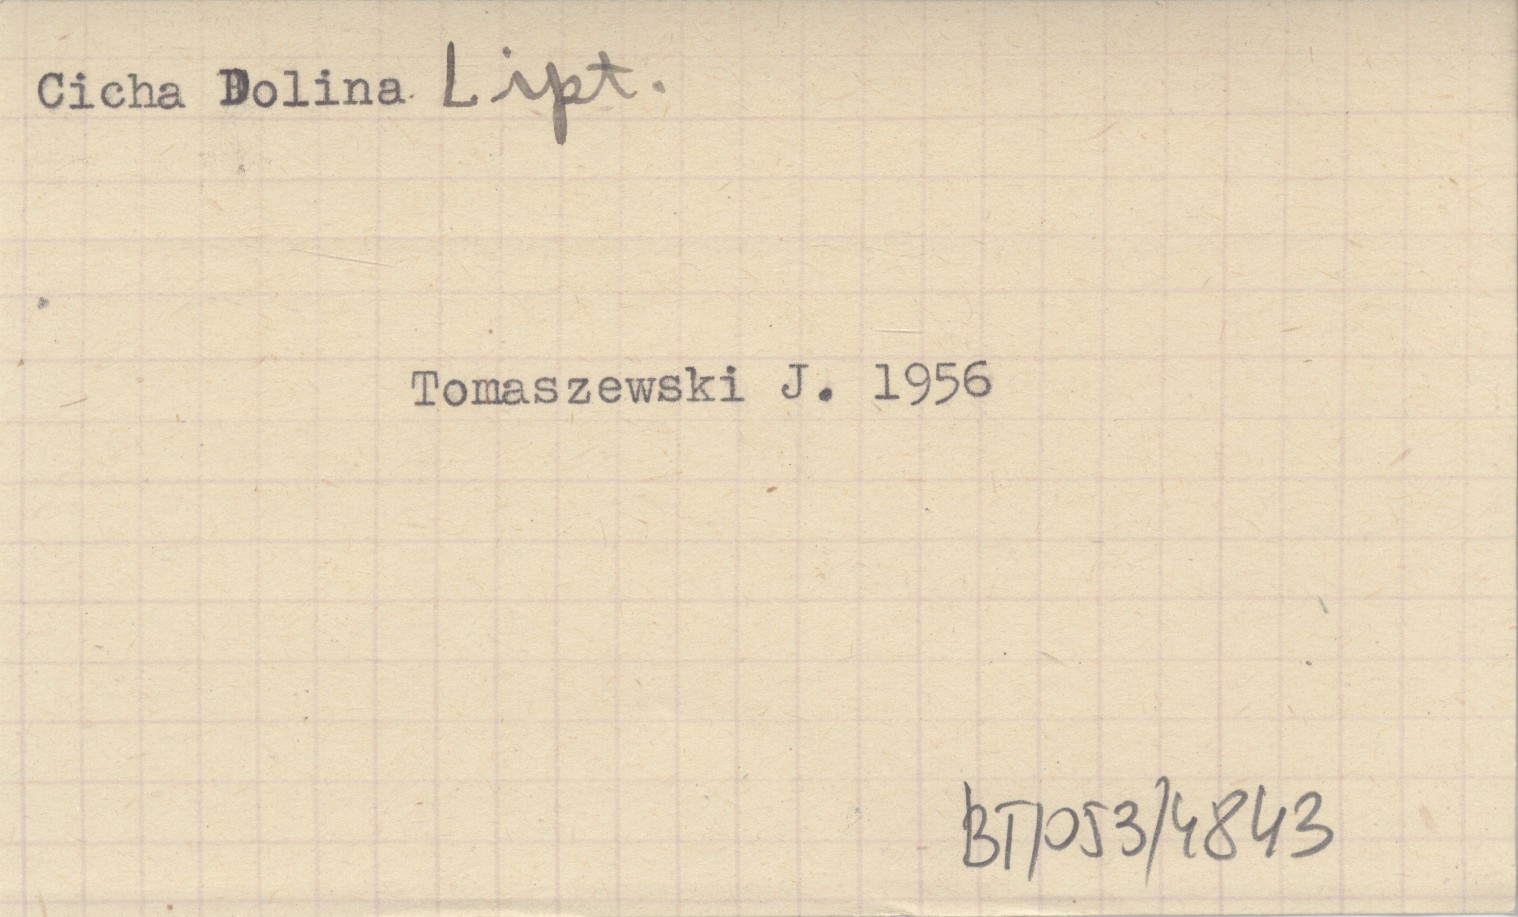 Cicha Dolina Lipt.
Tomaszewski J. 1956
BT/053/4843